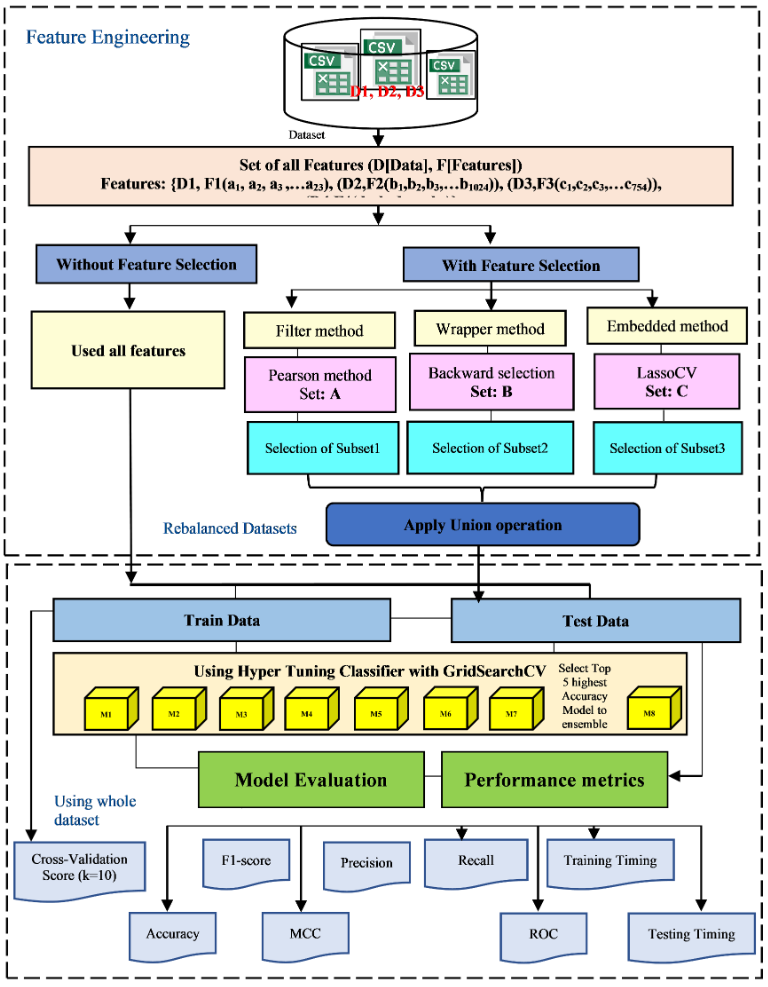 Feature Engineering
CSV
CSV
CSV
D1, D2, D3
Dataset
Set of all Features (D[Data], F[Features])
Features: {D1, F1(a1, a2, a3 ,…a23), (D2,F2(b1,b2,b3,…b1024)), (D3,F3(c1,c2,c3,…c754)),
Without Feature Selection
With Feature Selection
Used all features
Filter method
Wrapper method
Embedded method
Pearson method
Set: A
Backward selection
Set: B
LassoCV
Set: C
Selection of Subset1
Selection of Subset2
Selection of Subset3
Rebalanced Datasets
Apply Union operation
Train Data
Test Data
Using Hyper Tuning Classifier with GridSearchCV
Select Top
5 highest
Accuracy
Model to
ensemble
M1
M2
M3
M4
M5
M6
M7
M8
Model Evaluation
Performance metrics
Using whole
dataset
Cross-Validation
Score (k=10)
F1-score
Precision
Recall
Training Timing
Accuracy
MCC
ROC
Testing Timing